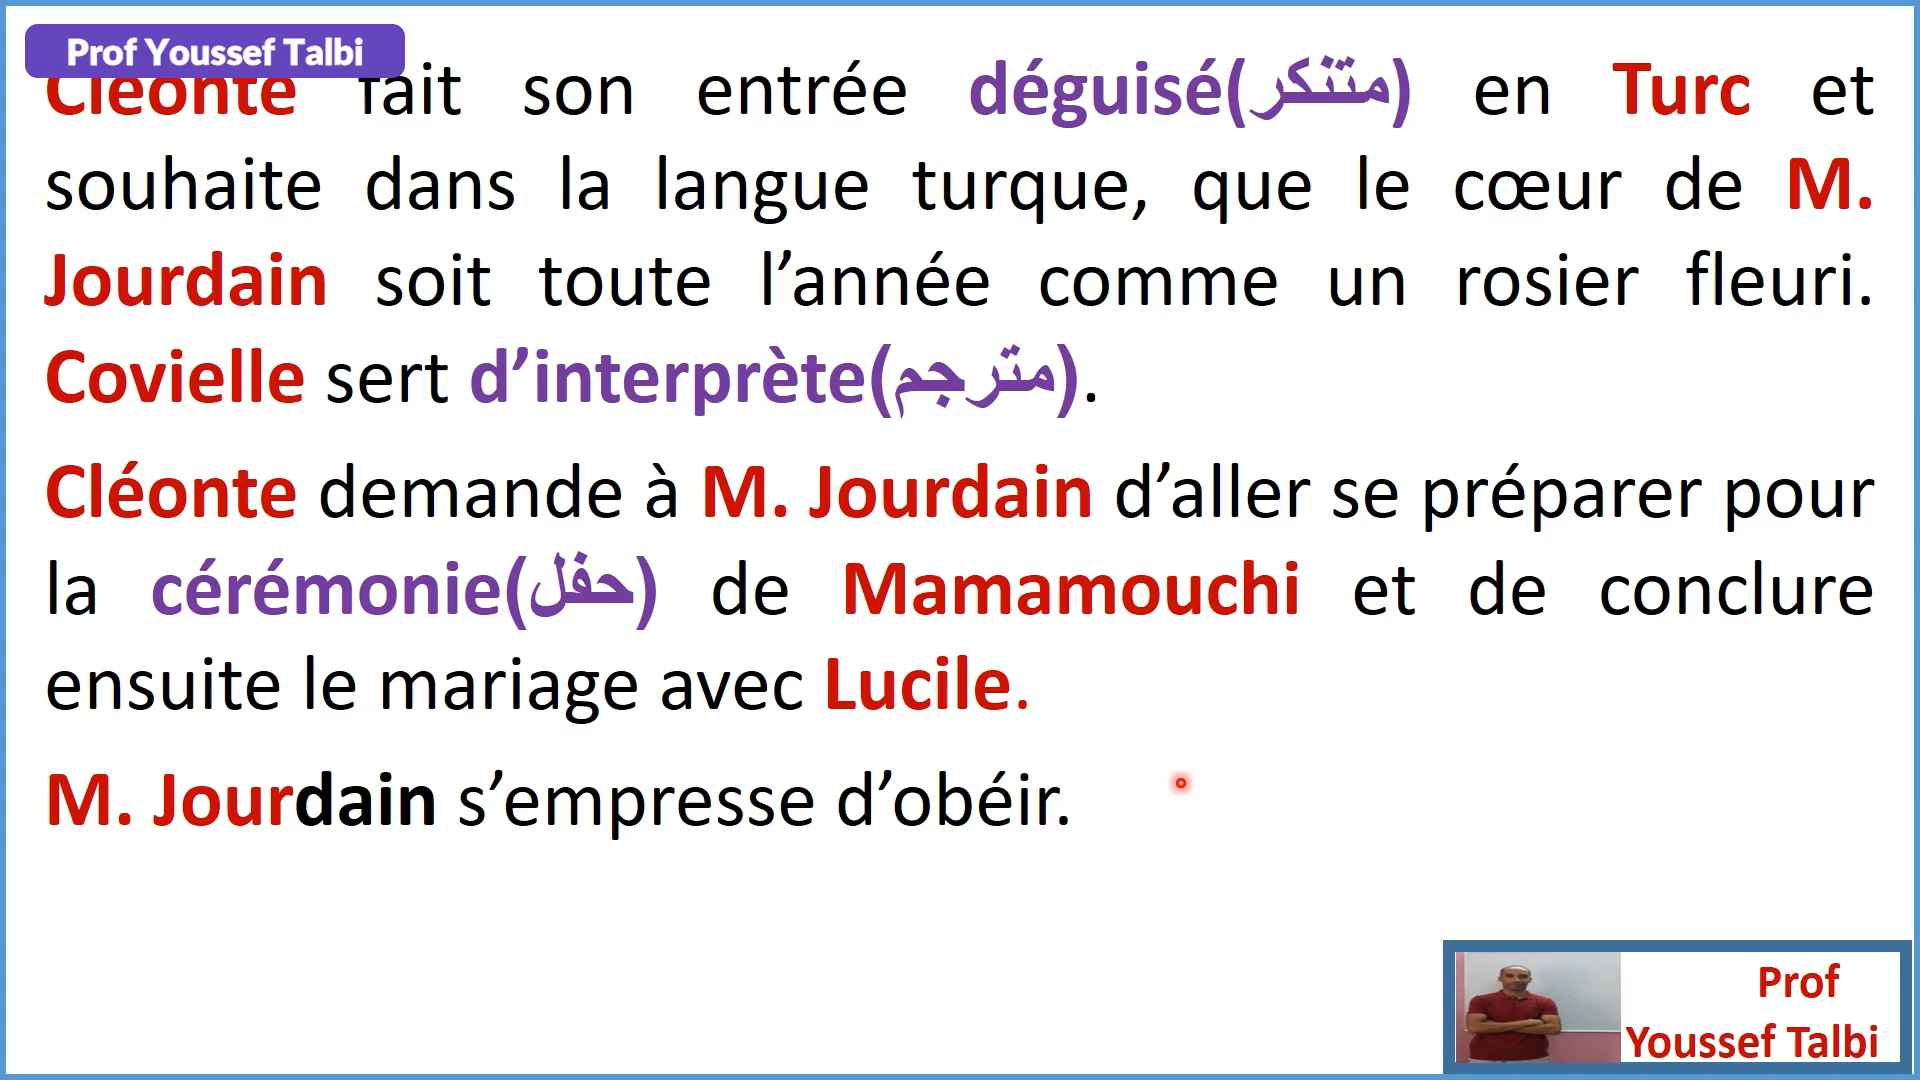 Prof Youssef Talbi
Cléonte fait son entrée déguisé(متنكر) en Turc et
souhaite dans la langue turque, que le cœur de M.
Jourdain soit toute l’année comme un rosier fleuri.
Covielle sert d’interprète(مترجم).
Cléonte demande à M. Jourdain d’aller se préparer pour
la cérémonie(حفل) de Mamamouchi et de conclure
ensuite le mariage avec Lucile.
M. Jourdain s’empresse d’obéir.
Prof
Youssef Talbi